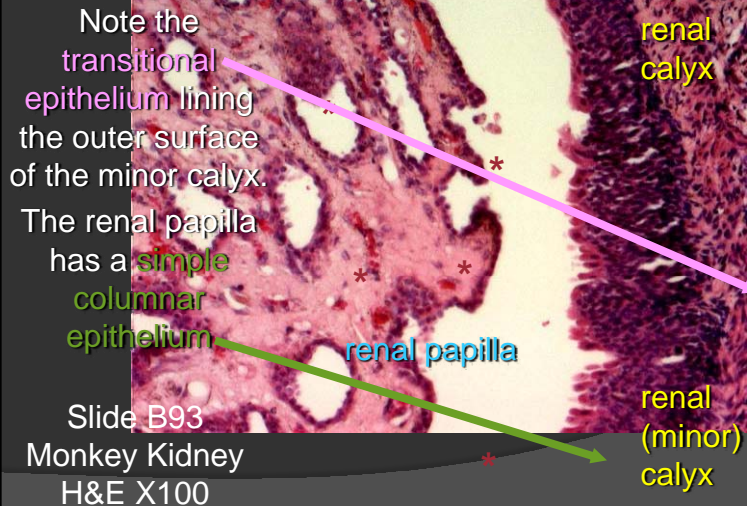 Note the
transitional
epithelium lining
the outer surface
of the minor calyx.
The renal papilla
has a simple
columnar
epithelium
Slide B93
Monkey Kidney
H&E X100
renal papilla
renal
calyx
renal
(minor)
calyx
*
*
*
*
*